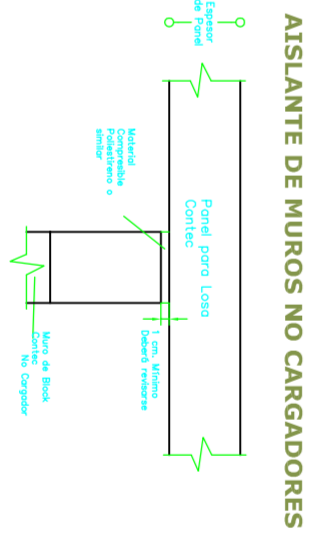 AISLANTE DE MUROS NO CARGADORES
Espesor
de Panel
Panel para Losa
Contec
Material
Compresible
Poliestireno o
similar
1 cm. Mínimo
Deberá revisarse
Muro de Block
Contec
No Cargador